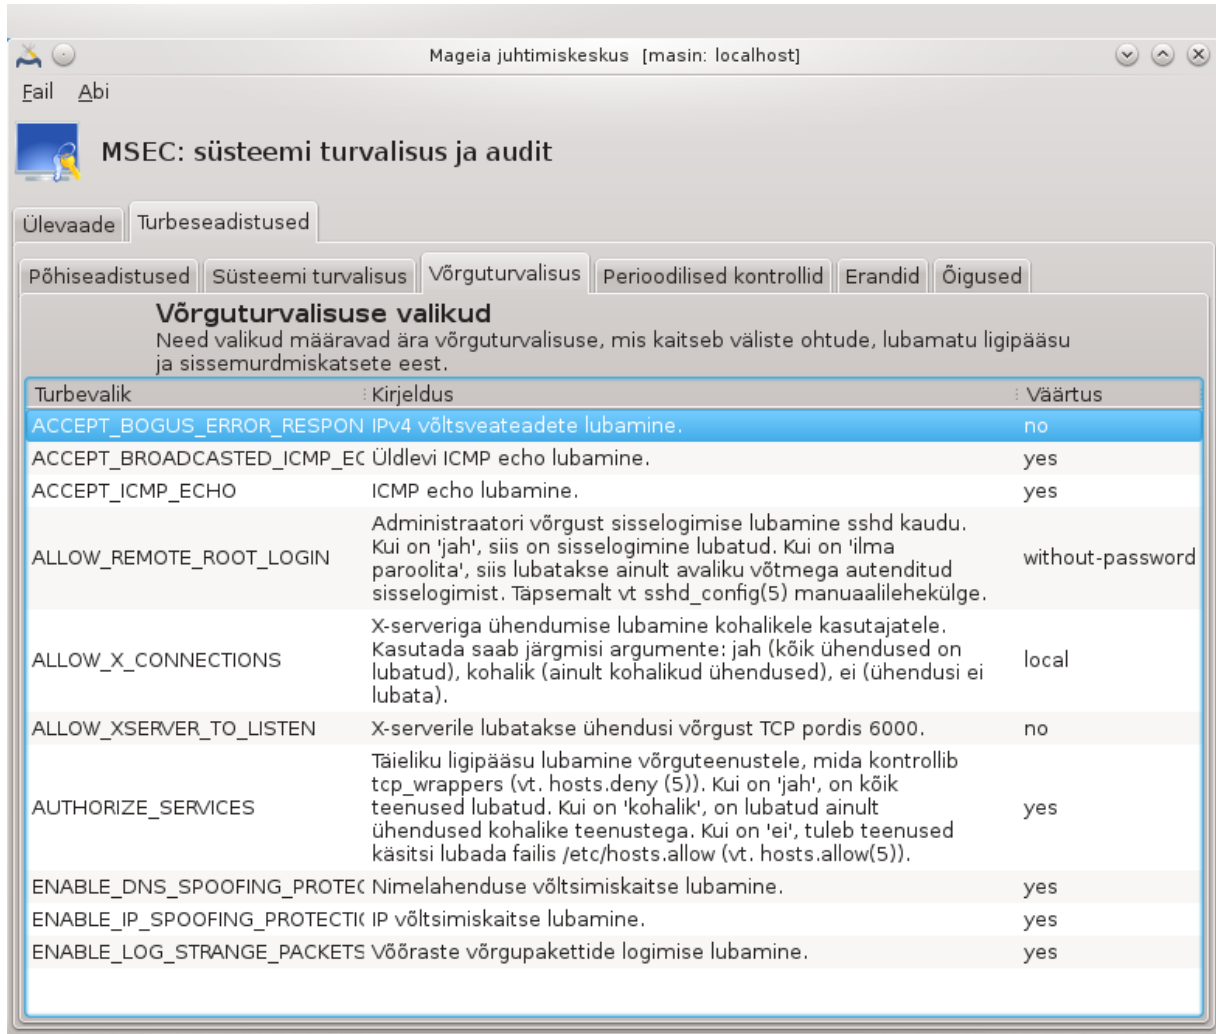 Mageia juhtimiskeskus [masin: localhost]
Fail Abi
MSEC: süsteemi turvalisus ja audit
Ülevaade Turbeseadistused
Põhiseadistused Süsteemi turvalisus Võrguturvalisus Perioodilised kontrollid Erandid Õigused
Võrguturvalisuse valikud
Need valikud määravad ära võrguturvalisuse, mis kaitseb väliste ohtude, lubamatu ligipääsu
ja sissemurdmiskatsete eest.
Turbevalik Kirjeldus Väärtus
ACCEPT_BOGUS_ERROR_RESPON IPv4 võltsveateadete lubamine. no
ACCEPT_BROADCASTED_ICMP_EC Üldlevi ICMP echo lubamine. yes
ACCEPT_ICMP_ECHO ICMP echo lubamine. yes
ALLOW_REMOTE_ROOT_LOGIN Administraatori võrgust sisselogimise lubamine sshd kaudu.
Kui on 'jah', siis on sisselogimine lubatud. Kui on 'ilma
paroolita', siis lubatakse ainult avaliku võtmega autenditud
sisselogimist. Täpsemalt vt sshd_config(5) manuaalilehekülge.
without-password
ALLOW_X_CONNECTIONS X-serveriga ühendumise lubamine kohalikele kasutajatele.
Kasutada saab järgmisi argumente: jah (kõik ühendused on
lubatud), kohalik (ainult kohalikud ühendused), ei (ühendusi ei
lubata).
local
ALLOW_XSERVER_TO_LISTEN X-serverile lubatakse ühendusi võrgust TCP pordis 6000. no
AUTHORIZE_SERVICES Täieliku ligipääsu lubamine võrguteenustele, mida kontrollib
tcp_wrappers (vt. hosts.deny (5)). Kui on 'jah', on kõik
teenused lubatud. Kui on 'kohalik', on lubatud ainult
ühendused kohalike teenustega. Kui on 'ei', tuleb teenused
käsitsi lubada failis /etc/hosts.allow (vt. hosts.allow(5)).
yes
ENABLE_DNS_SPOOFING_PROTEC Nimelahenduse võltsimiskaitse lubamine. yes
ENABLE_IP_SPOOFING_PROTECTIO IP võltsimiskaitse lubamine. yes
ENABLE_LOG_STRANGE_PACKETS Võõraste võrgupakettide logimise lubamine. yes